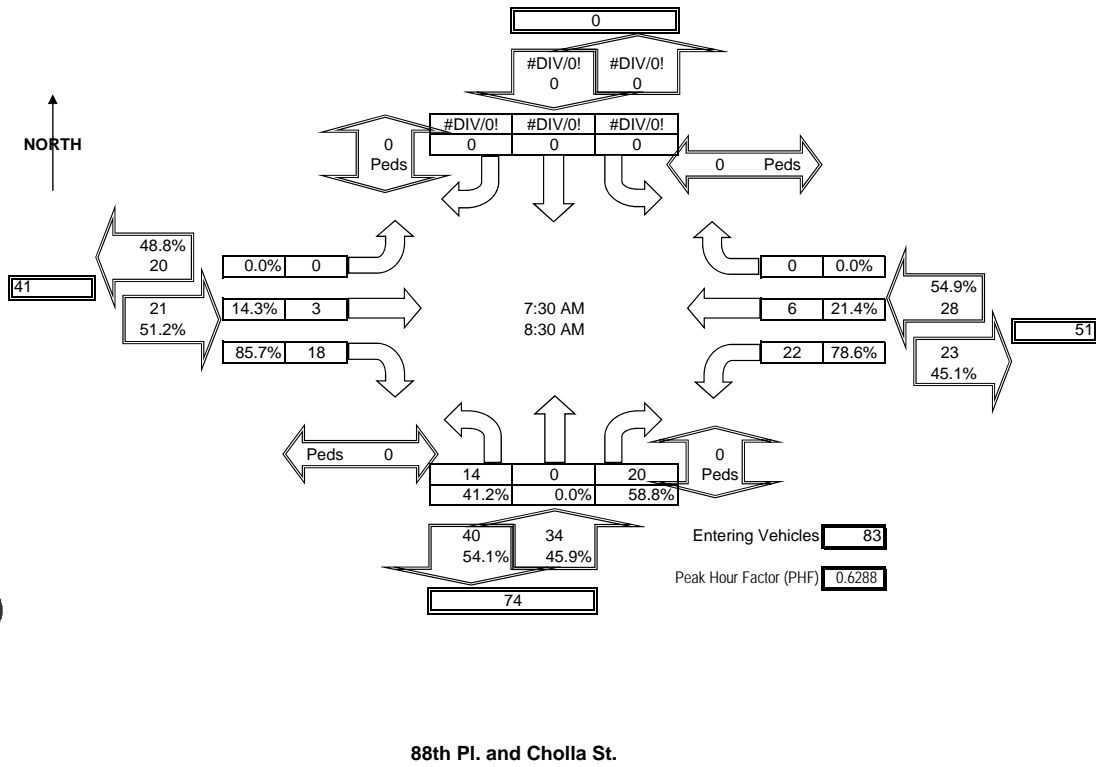 0
#DIV/0! #DIV/0!
0 0
#DIV/0! #DIV/0! #DIV/0!
0 0 0
NORTH
0
Peds
0 Peds
48.8%
20
41
21
51.2%
0.0% 0
14.3% 3
85.7% 18
7:30 AM
8:30 AM
0 0.0%
6 21.4%
22 78.6%
54.9%
28
51
23
45.1%
Peds 0
0
Peds
14 0 20
41.2% 0.0% 58.8%
40 34
54.1% 45.9%
74
Entering Vehicles 83
Peak Hour Factor (PHF) 0.6288
88th Pl. and Cholla St.